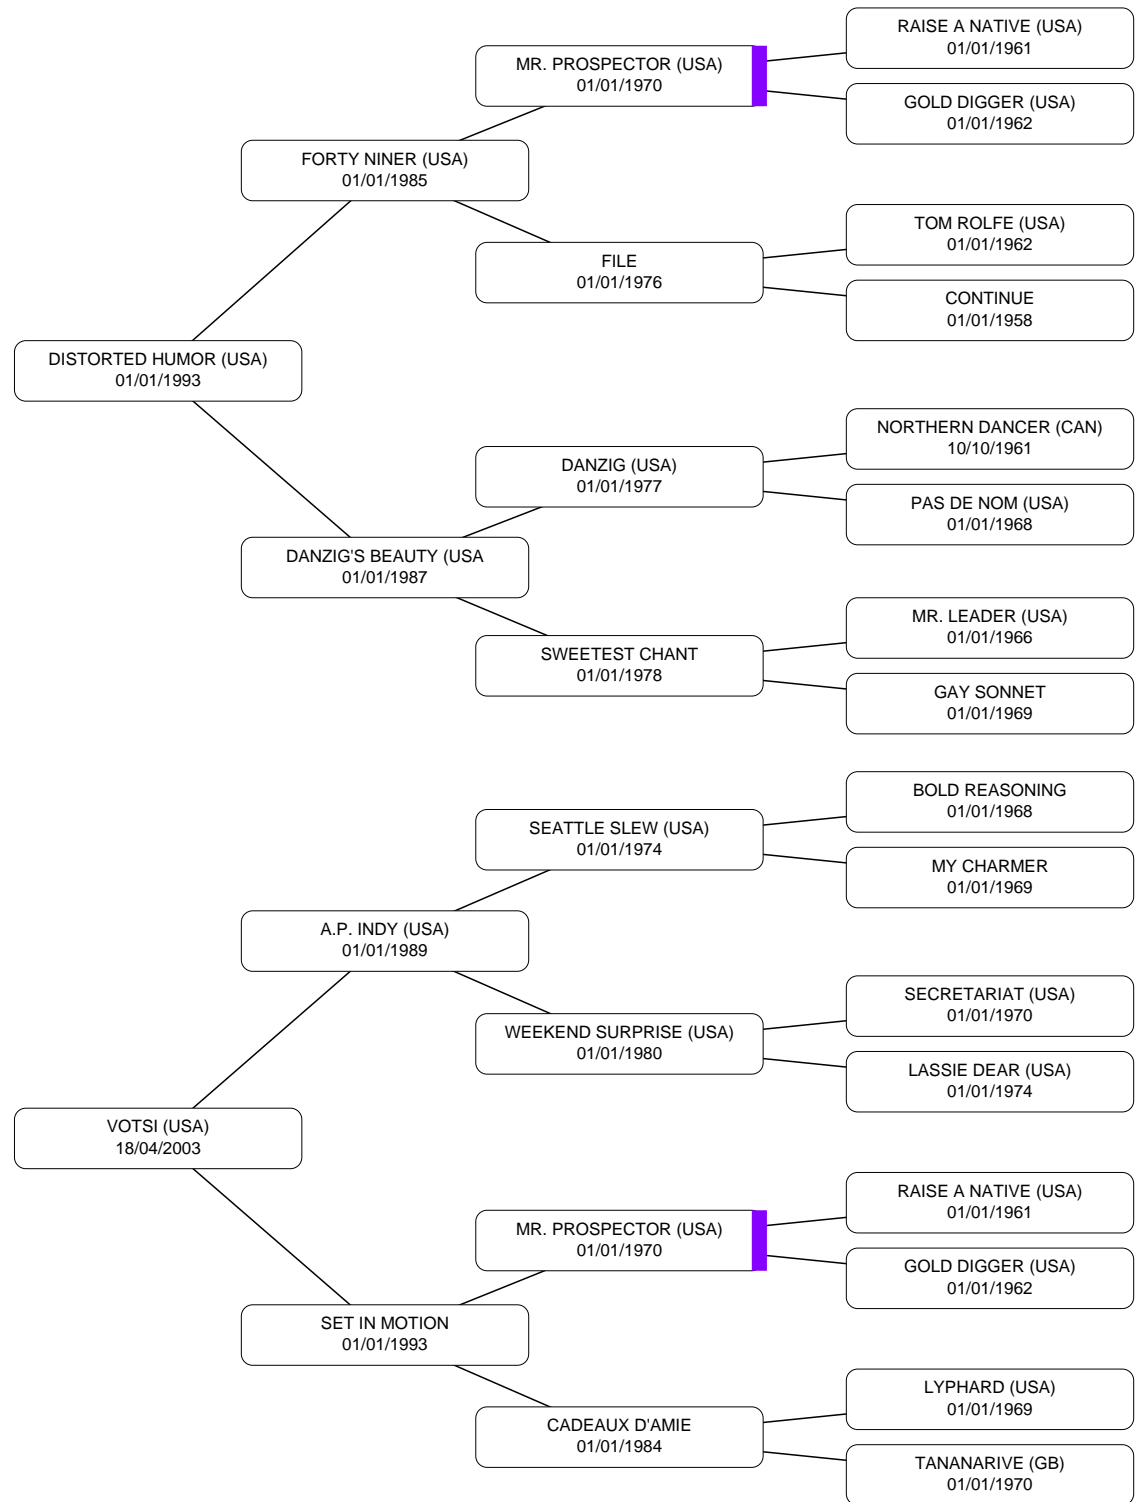 RAISE A NATIVE (USA)
01/01/1961
MR. PROSPECTOR (USA)
01/01/1970
GOLD DIGGER (USA)
01/01/1962
FORTY NINER (USA)
01/01/1985
TOM ROLFE (USA)
01/01/1962
FILE
01/01/1976
CONTINUE
01/01/1958
DISTORTED HUMOR (USA)
01/01/1993
NORTHERN DANCER (CAN)
10/10/1961
DANZIG (USA)
01/01/1977
PAS DE NOM (USA)
01/01/1968
DANZIG'S BEAUTY (USA
01/01/1987
MR. LEADER (USA)
01/01/1966
SWEETEST CHANT
01/01/1978
GAY SONNET
01/01/1969
BOLD REASONING
01/01/1968
SEATTLE SLEW (USA)
01/01/1974
MY CHARMER
01/01/1969
A.P. INDY (USA)
01/01/1989
SECRETARIAT (USA)
01/01/1970
WEEKEND SURPRISE (USA)
01/01/1980
LASSIE DEAR (USA)
01/01/1974
VOTSI (USA)
18/04/2003
RAISE A NATIVE (USA)
01/01/1961
MR. PROSPECTOR (USA)
01/01/1970
GOLD DIGGER (USA)
01/01/1962
SET IN MOTION
01/01/1993
LYPHARD (USA)
01/01/1969
CADEAUX D'AMIE
01/01/1984
TANANARIVE (GB)
01/01/1970